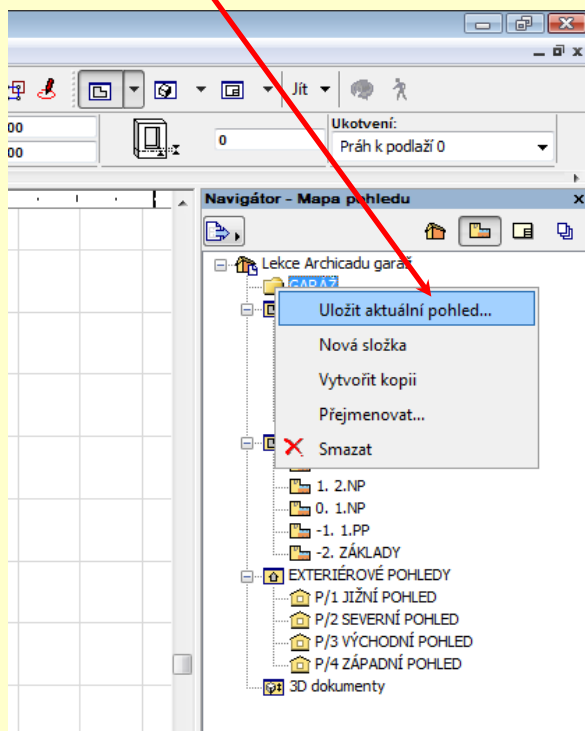 Jít
00
00
0
Ukotvení:
Práh k podlaží 0
Navigátor - Mapa pohledu
Lekce Archicadu garáž
GARÁŽ
Uložit aktuální pohled...
Nová složka
Vytvořit kopii
Přejmenovat...
Smazat
1. 2.NP
0. 1.NP
-1. 1.PP
-2. ZÁKLADY
EXTERIÉROVÉ POHLEDY
P/1 JIŽNÍ POHLED
P/2 SEVERNÍ POHLED
P/3 VÝCHODNÍ POHLED
P/4 ZÁPADNÍ POHLED
3D dokumenty